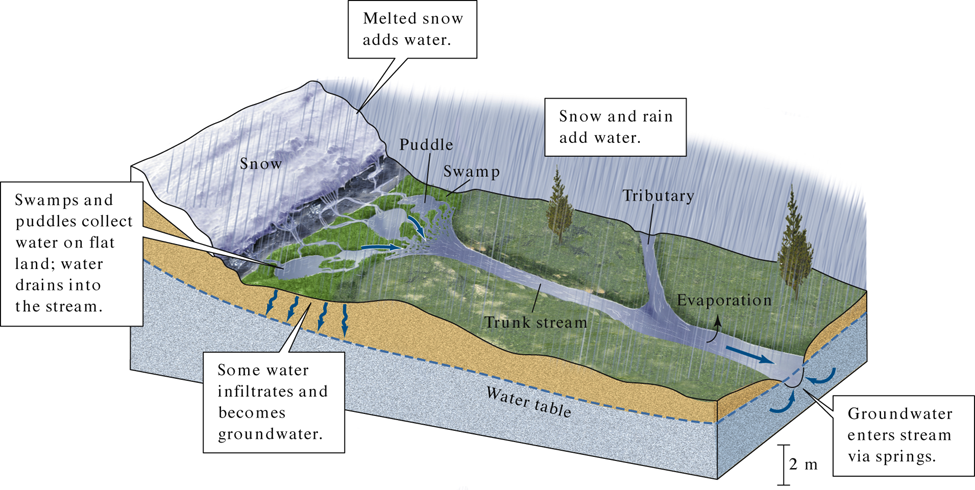 Melted snow
adds water.
Snow and rain
add water.
Puddle
Snow
Swamp
Tributary
Swamps and
puddles collect
water on flat
land; water
drains into
the stream.
Evaporation
Trunk stream
Some water
infiltrates and
becomes
groundwater.
Water table
Groundwater
enters stream
via springs.
2 m